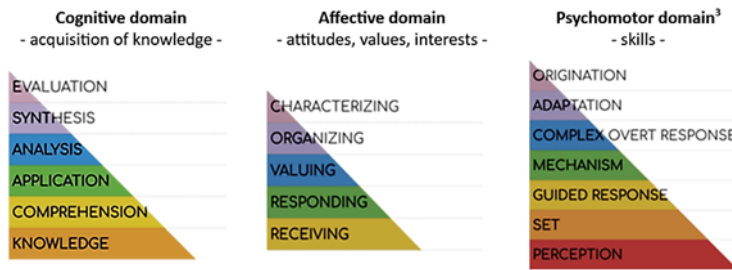 Cognitive domain
- acquisition of knowledge -
EVALUATION
SYNTHESIS
ANALYSIS
APPLICATION
COMPREHENSION
KNOWLEDGE
Affective domain
- attitudes, values, interests -
CHARACTERIZING
ORGANIZING
VALUING
RESPONDING
RECEIVING
Psychomotor domain³
- skills -
ORIGINATION
ADAPTATION
COMPLEX OVERT RESPONSE
MECHANISM
GUIDED RESPONSE
SET
PERCEPTION